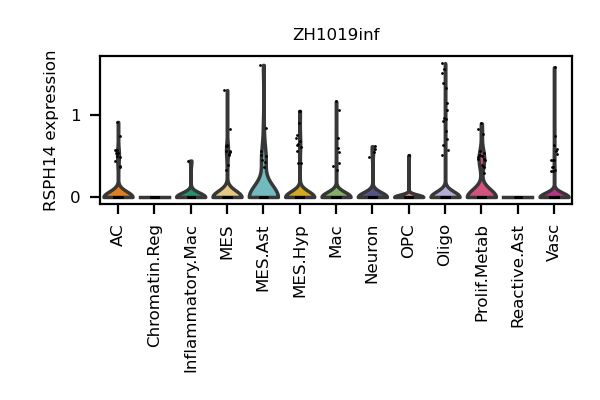 ZH1019inf
RSPH14 expression
1
0
AC
Chromatin.Reg
Inflammatory.Mac
MES
MES.Ast
MES.Hyp
Mac
Neuron
OPC
Oligo
Prolif.Metab
Reactive.Ast
Vasc